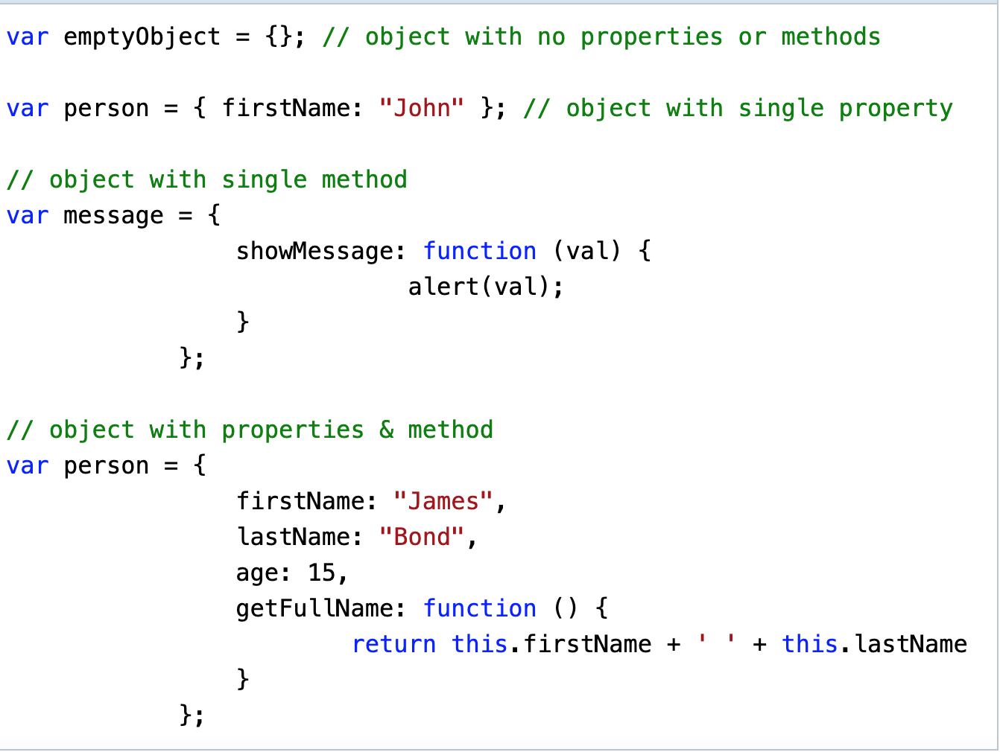 var emptyObject = {}; // object with no properties or methods
var person = { firstName: "John" }; // object with single property
// object with single method
var message = {
showMessage: function (val) {
alert(val);
}
};
// object with properties & method
var person = {
firstName: "James",
lastName: "Bond",
age: 15,
getFullName: function () {
return this.firstName + ' ' + this.lastName
}
};